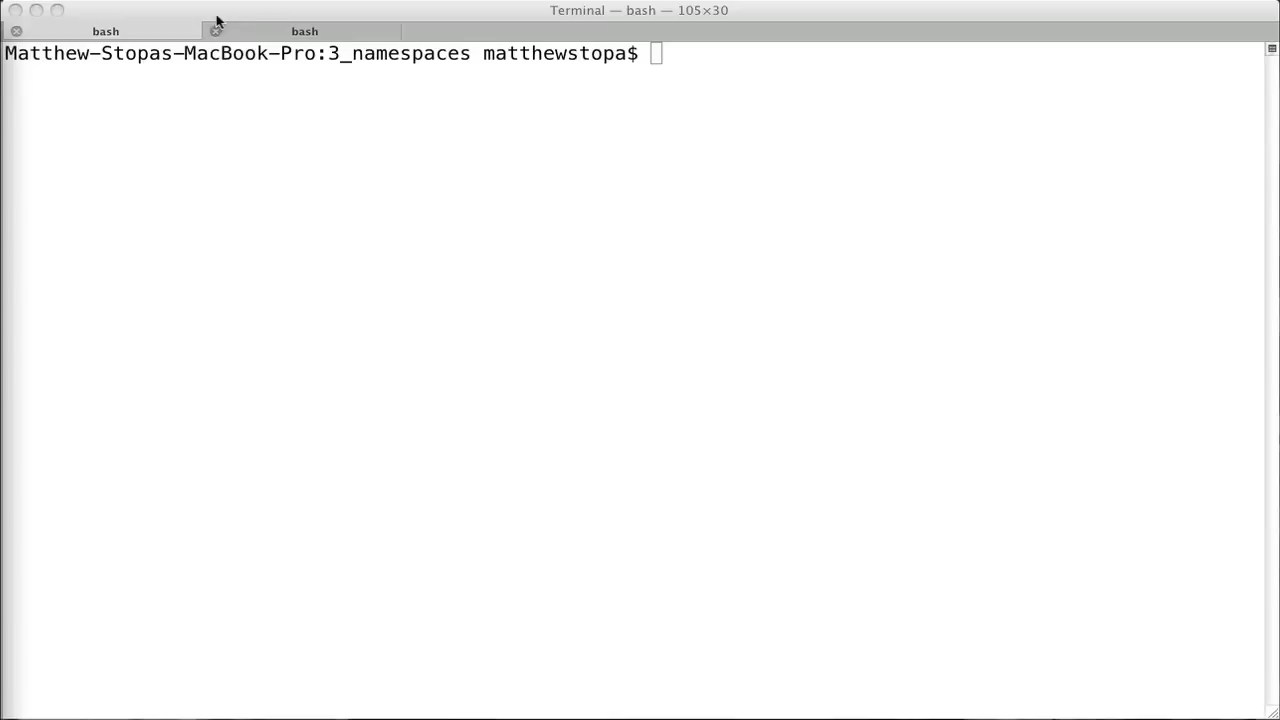 Terminal — bash — 105×30
bash
bash
Matthew-Stopas-MacBook-Pro:3_namespaces matthewstopa$